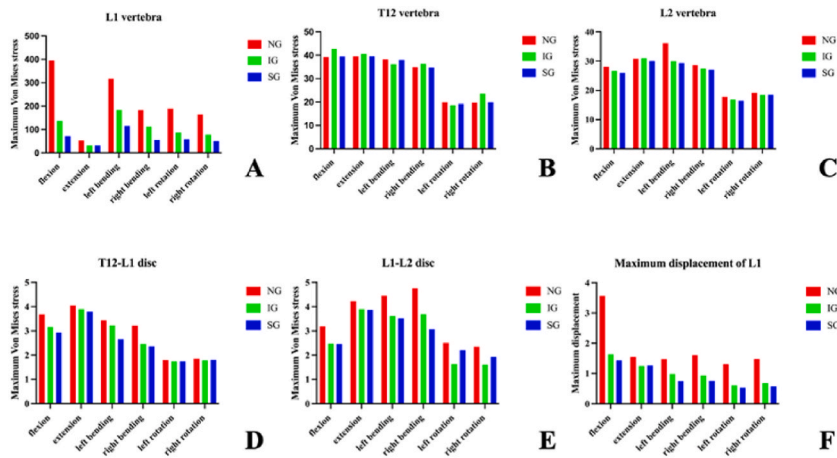 L1 vertebra
Maximum Von Mises stress
500
400
300
200
100
0
flexion
extension
left bending
right bending
left rotation
right rotation
NG
IG
SG
A
T12 vertebra
Maximum Von Mises stress
50
40
30
20
10
0
flexion
extension
left bending
right bending
left rotation
right rotation
NG
IG
SG
B
L2 vertebra
Maximum Von Mises stress
40
30
20
10
0
flexion
extension
left bending
right bending
left rotation
right rotation
NG
IG
SG
C
T12-L1 disc
Maximum Von Mises stress
5
4
3
2
1
0
flexion
extension
left bending
right bending
left rotation
right rotation
NG
IG
SG
D
L1-L2 disc
Maximum Von Mises stress
5
4
3
2
1
0
flexion
extension
left bending
right bending
left rotation
right rotation
NG
IG
SG
E
Maximum displacement of L1
Maximum displacement
4
3
2
1
0
flexion
extension
left bending
right bending
left rotation
right rotation
NG
IG
SG
F